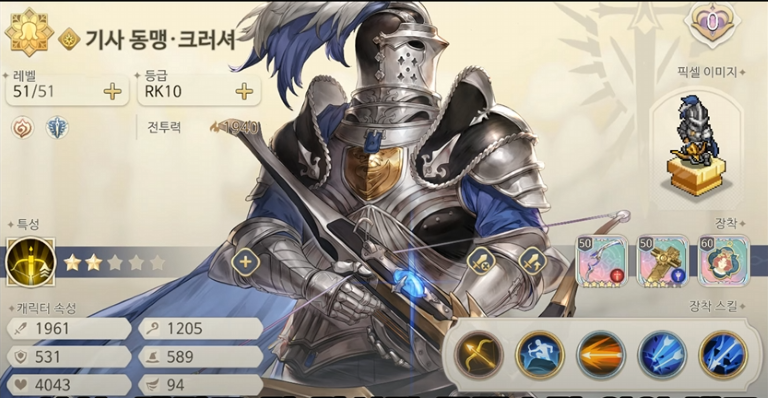 기사 동맹·크러셔
0
레벨
51/51
등급
RK10
픽셀 이미지
전투력
1940
특성
장착
50
50
60
캐릭터 속성
장착 스킬
1961
1205
531
589
4043
94